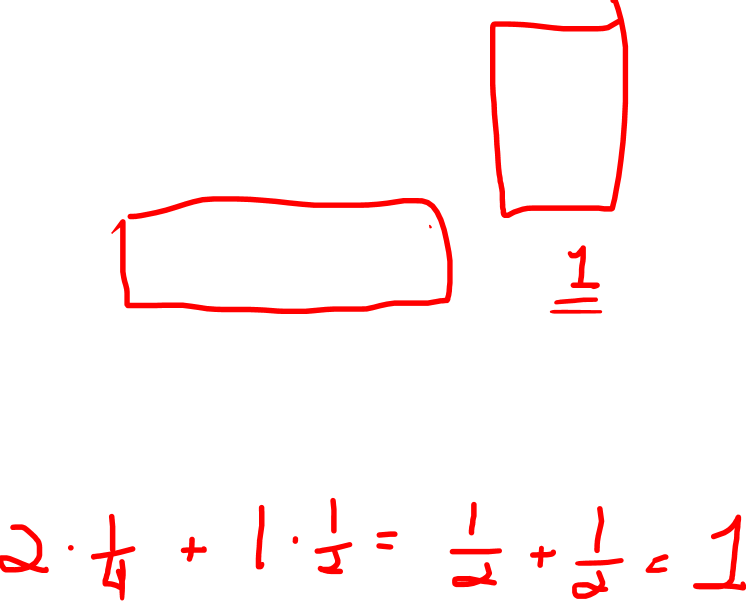 1
2 · 1/4 + 1 · 1/2 = 1/2 + 1/2 = 1